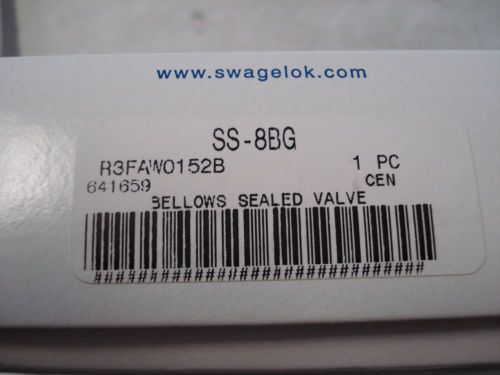 www.swagelok.com
SS-8BG
R3FAW0152B 1 PC
641659 CEN
BELLOWS SEALED VALVE
####################################